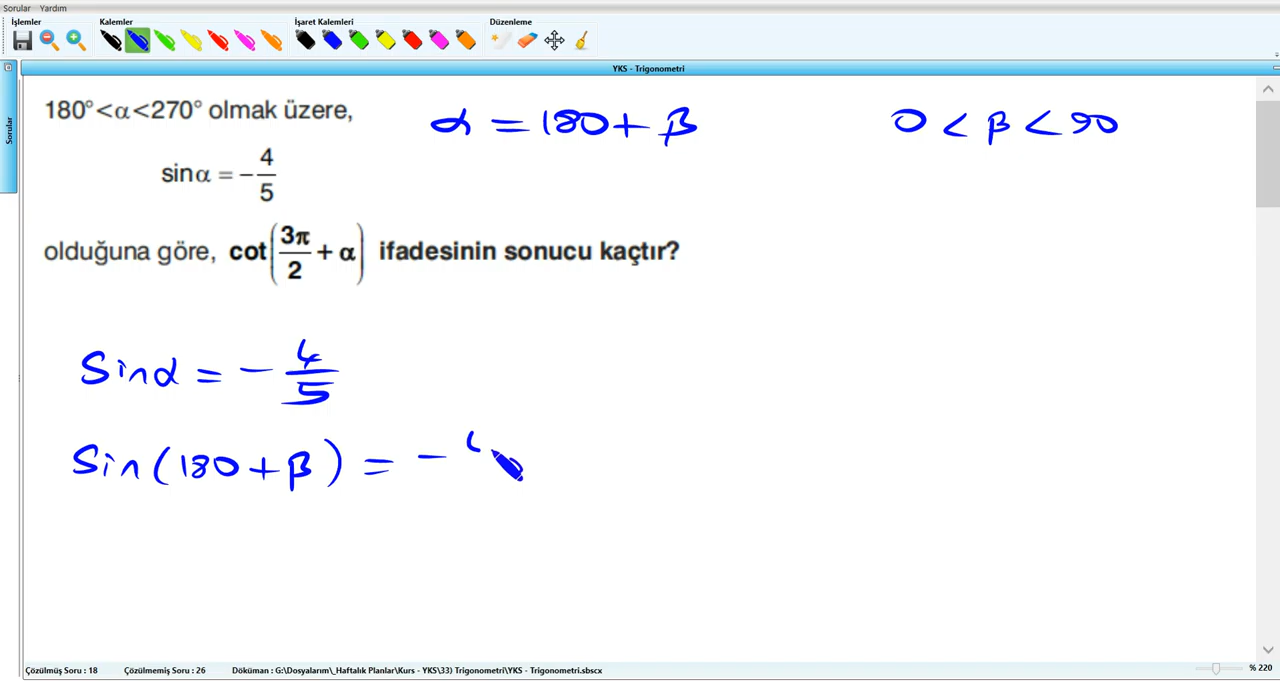 Sorular Yardım
İşlemler Kalemler İşaret Kalemleri Düzenleme
YKS - Trigonometri
Sorular
180°<α<270° olmak üzere,
α = 180 + β
0 < β < 90
sinα = -4/5
olduğuna göre, cot(3π/2 + α) ifadesinin sonucu kaçtır?
Sinα = - 4/5
Sin(180 + β) = -
Çözülmüş Soru : 18 Çözülmemiş Soru : 26 Döküman : G:\Dosyalarım\_Haftalık Planlar\Kurs - YKS\33) Trigonometri\YKS - Trigonometri.sbscx % 220